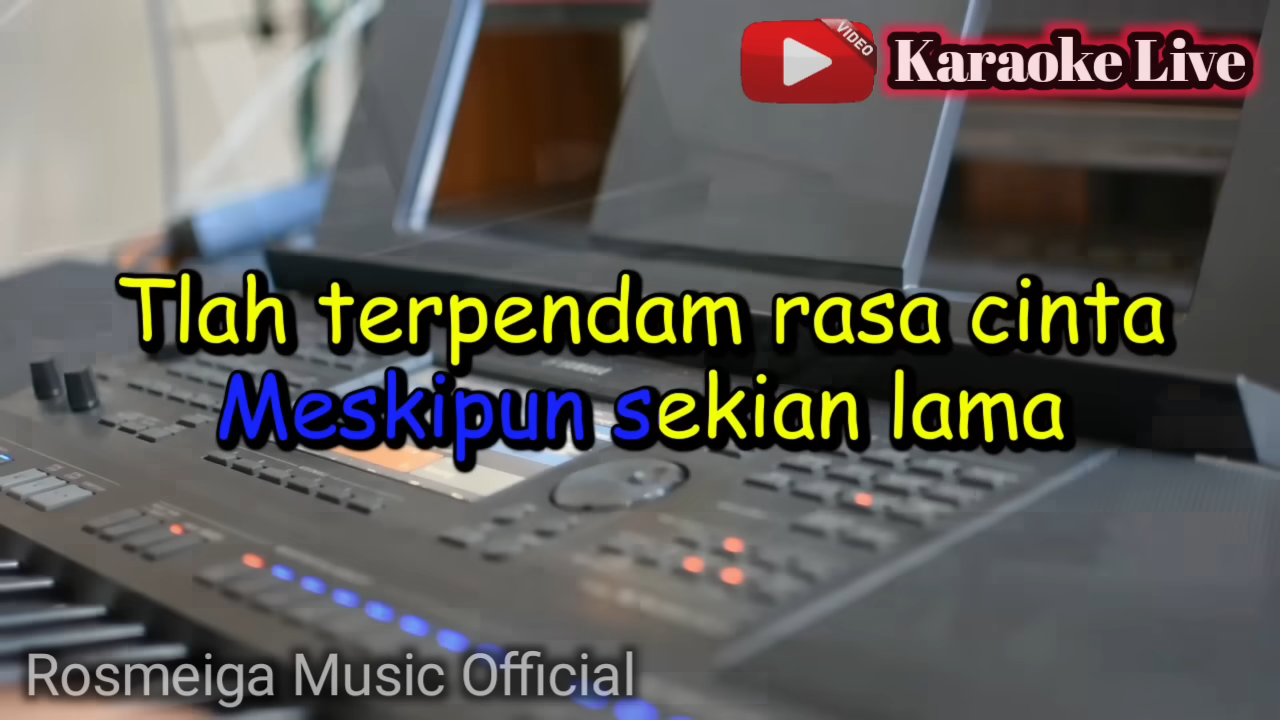 VIDEO
Karaoke Live
Tlah terpendam rasa cinta
Meskipun sekian lama
Rosmeiga Music Official